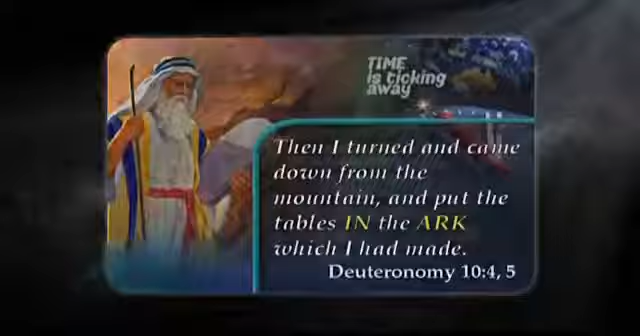 TIME
is ticking
away
Then I turned and came
down from the
mountain, and put the
tables IN the ARK
which I had made.
Deuteronomy 10:4, 5